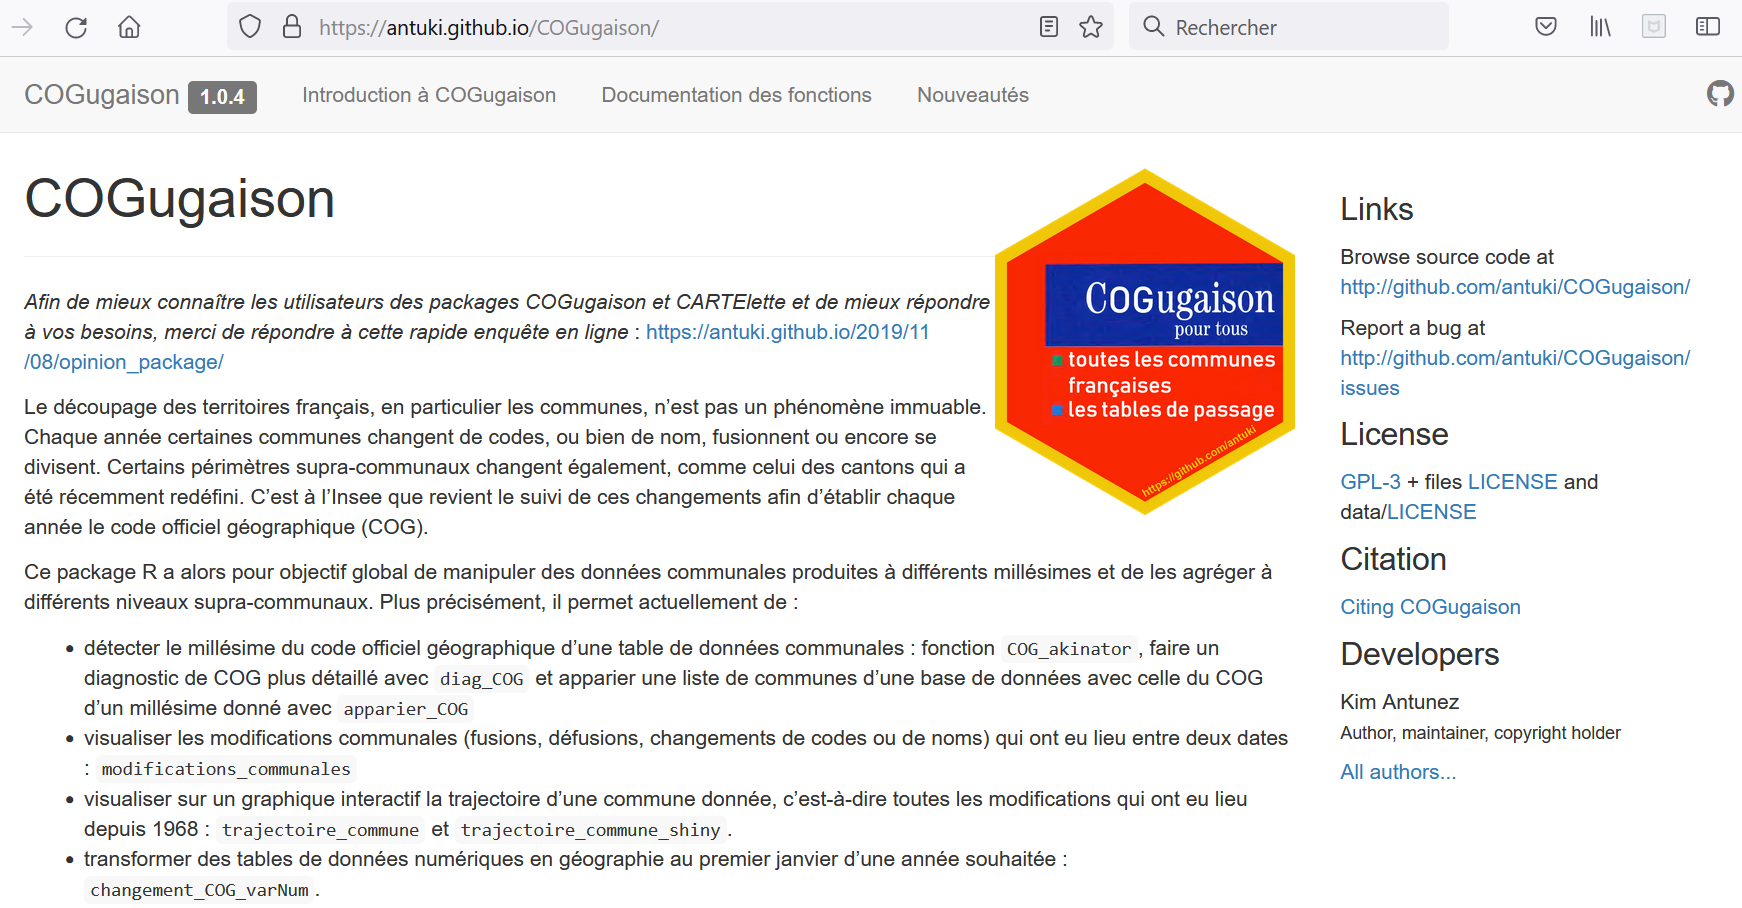 https://antuki.github.io/COGugaison/
Rechercher
COGugaison 1.0.4 Introduction à COGugaison Documentation des fonctions Nouveautés
COGugaison
Afin de mieux connaître les utilisateurs des packages COGugaison et CARTElette et de mieux répondre
à vos besoins, merci de répondre à cette rapide enquête en ligne : https://antuki.github.io/2019/11
/08/opinion_package/
Le découpage des territoires français, en particulier les communes, n’est pas un phénomène immuable.
Chaque année certaines communes changent de codes, ou bien de nom, fusionnent ou encore se
divisent. Certains périmètres supra-communaux changent également, comme celui des cantons qui a
été récemment redéfini. C’est à l’Insee que revient le suivi de ces changements afin d’établir chaque
année le code officiel géographique (COG).
COGugaison
pour tous
toutes les communes
françaises
les tables de passage
https://github.com/antuki
Ce package R a alors pour objectif global de manipuler des données communales produites à différents millésimes et de les agréger à
différents niveaux supra-communaux. Plus précisément, il permet actuellement de :
• détecter le millésime du code officiel géographique d’une table de données communales : fonction COG_akinator , faire un
diagnostic de COG plus détaillé avec diag_COG et apparier une liste de communes d’une base de données avec celle du COG
d’un millésime donné avec apparier_COG
• visualiser les modifications communales (fusions, défusions, changements de codes ou de noms) qui ont eu lieu entre deux dates
: modifications_communales
• visualiser sur un graphique interactif la trajectoire d’une commune donnée, c’est-à-dire toutes les modifications qui ont eu lieu
depuis 1968 : trajectoire_commune et trajectoire_commune_shiny .
• transformer des tables de données numériques en géographie au premier janvier d’une année souhaitée :
changement_COG_varNum .
Links
Browse source code at
http://github.com/antuki/COGugaison/
Report a bug at
http://github.com/antuki/COGugaison/
issues
License
GPL-3 + files LICENSE and
data/LICENSE
Citation
Citing COGugaison
Developers
Kim Antunez
Author, maintainer, copyright holder
All authors...